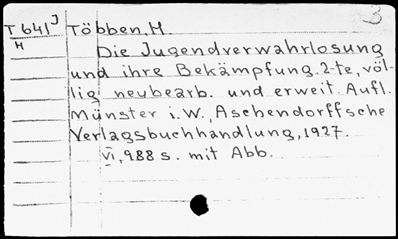 3
T641J Többen, H.
H
Die Jugendverwahrlosung
und ihre Bekämpfung. 2-te, völ-
lig neubearb. und erweit. Aufl.
Münster i. W., Aschendorffsche
Verlagsbuchhandlung, 1927.
VI, 988 s. mit Abb.